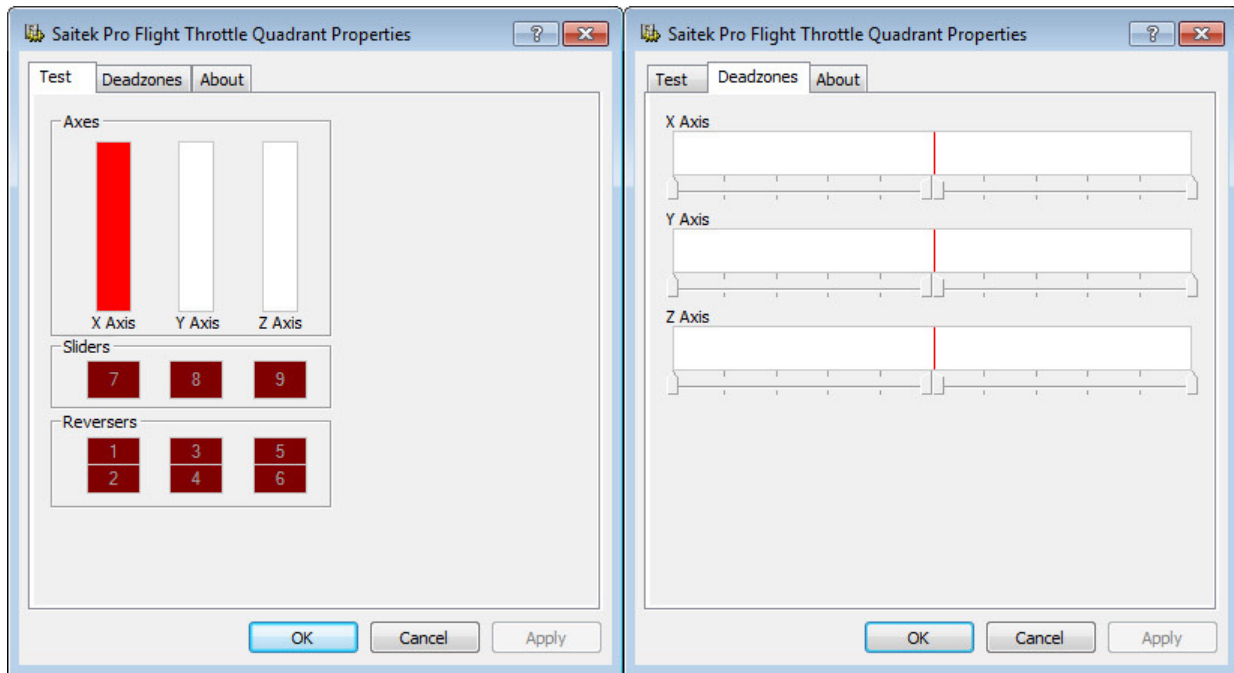 Saitek Pro Flight Throttle Quadrant Properties
Test Deadzones About
Axes
X Axis Y Axis Z Axis
Sliders
7 8 9
Reversers
1 3 5
2 4 6
OK Cancel Apply
Saitek Pro Flight Throttle Quadrant Properties
Test Deadzones About
X Axis
Y Axis
Z Axis
OK Cancel Apply